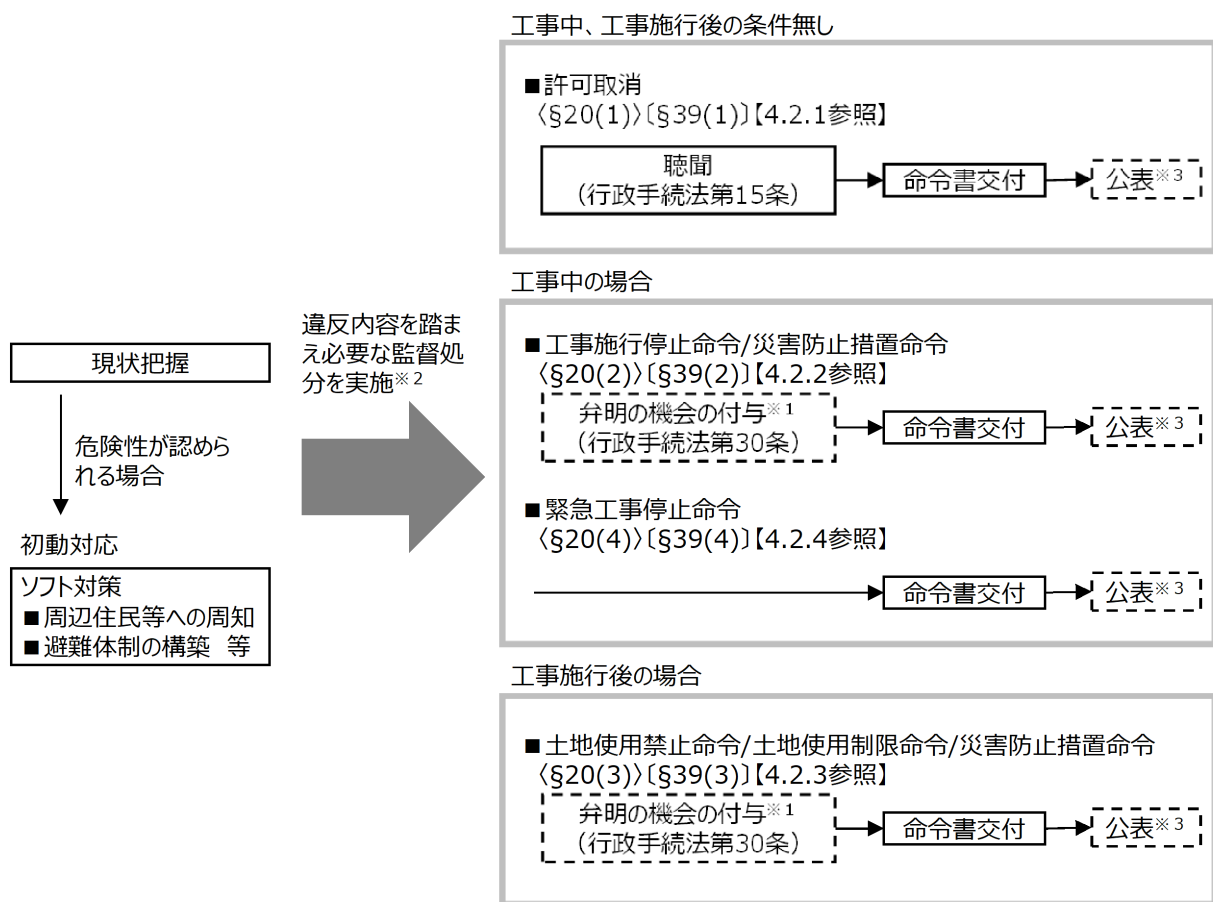 現状把握
危険性が認めら
れる場合
初動対応
ソフト対策
■周辺住民等への周知
■避難体制の構築　等
違反内容を踏ま
え必要な監督処
分を実施※2
工事中、工事施行後の条件無し
■許可取消
〈§20(1)〉〔§39(1)〕【4.2.1参照】
聴聞
（行政手続法第15条）
命令書交付
公表※3
工事中の場合
■工事施行停止命令/災害防止措置命令
〈§20(2)〉〔§39(2)〕【4.2.2参照】
弁明の機会の付与※1
（行政手続法第30条）
命令書交付
公表※3
■緊急工事停止命令
〈§20(4)〉〔§39(4)〕【4.2.4参照】
命令書交付
公表※3
工事施行後の場合
■土地使用禁止命令/土地使用制限命令/災害防止措置命令
〈§20(3)〉〔§39(3)〕【4.2.3参照】
弁明の機会の付与※1
（行政手続法第30条）
命令書交付
公表※3